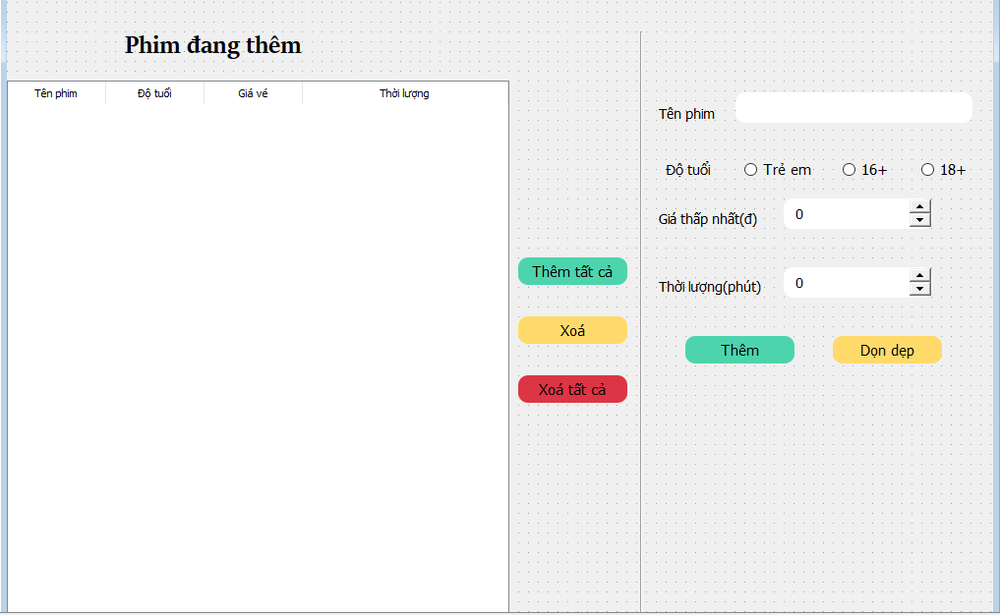 Phim đang thêm
Tên phim Độ tuổi Giá vé Thời lượng
Thêm tất cả
Xoá
Xoá tất cả
Tên phim
Độ tuổi Trẻ em 16+ 18+
Giá thấp nhất(đ) 0
Thời lượng(phút) 0
Thêm Dọn dẹp